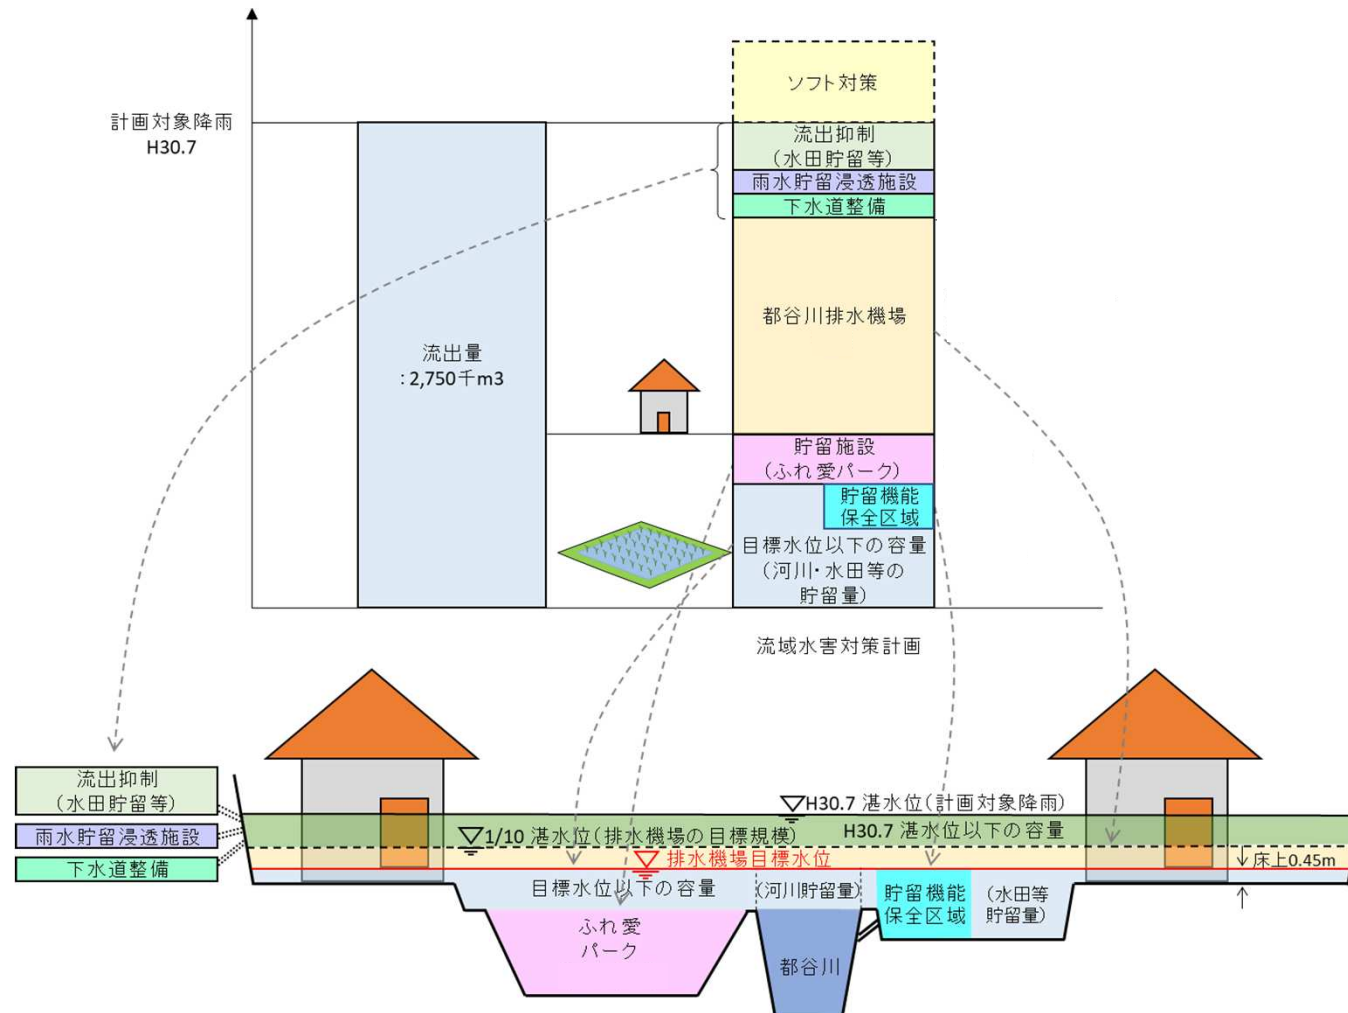 ソフト対策
計画対象降雨
H30.7
流出抑制
(水田貯留等)
雨水貯留浸透施設
下水道整備
都谷川排水機場
流出量
:2,750千m3
貯留施設
(ふれ愛パーク)
貯留機能
保全区域
目標水位以下の容量
(河川・水田等の
貯留量)
流域水害対策計画
流出抑制
(水田貯留等)
雨水貯留浸透施設
下水道整備
H30.7 湛水位(計画対象降雨)
1/10 湛水位(排水機場の目標規模)
H30.7 湛水位以下の容量
排水機場目標水位
床上0.45m
目標水位以下の容量
(河川貯留量)
貯留機能
保全区域
(水田等
貯留量)
ふれ愛
パーク
都谷川